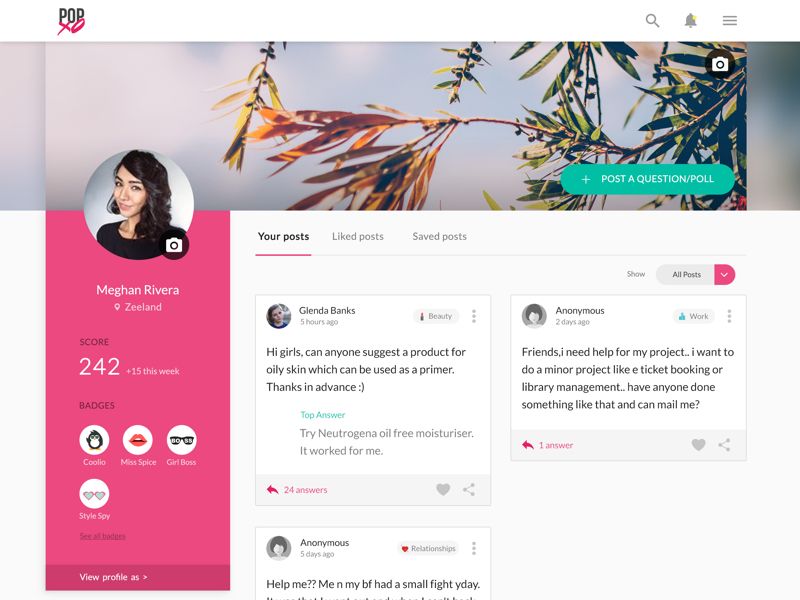 POP
XO
POST A QUESTION/POLL
Meghan Rivera
Zeeland
SCORE
242 +15 this week
BADGES
Coolio
Miss Spice
Girl Boss
BO SS
Style Spy
See all badges
View profile as >
Your posts
Liked posts
Saved posts
Show
All Posts
Glenda Banks
5 hours ago
Beauty
Hi girls, can anyone suggest a product for
oily skin which can be used as a primer.
Thanks in advance :)
Top Answer
Try Neutrogena oil free moisturiser.
It worked for me.
24 answers
Anonymous
2 days ago
Work
Friends,i need help for my project.. i want to
do a minor project like e ticket booking or
library management.. have anyone done
something like that and can mail me?
1 answer
Anonymous
5 days ago
Relationships
Help me?? Me n my bf had a small fight yday.